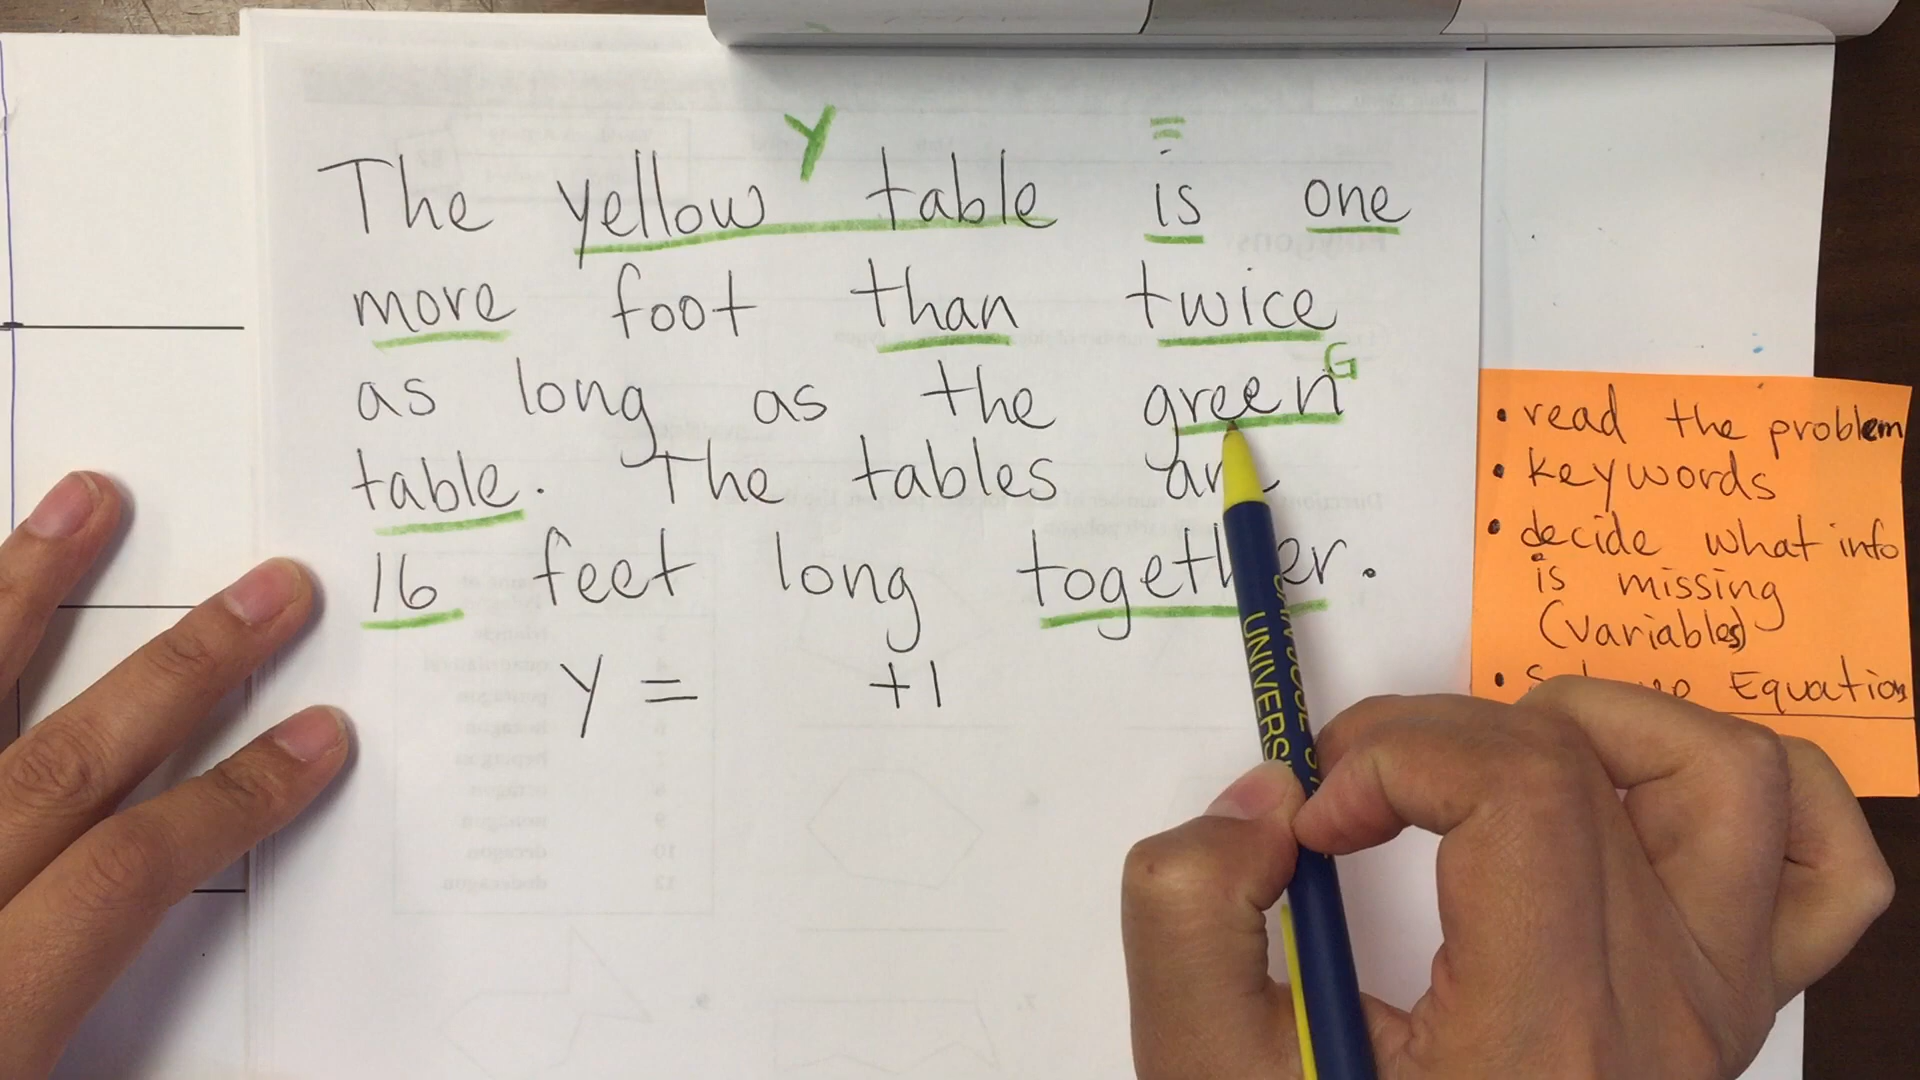 Y =
The yellow table is one
more foot than twice
G
as long as the green
table. The tables are
16 feet long together.
y = +1
• read the problem
• keywords
• decide what info
is missing
(variables)
Equation
UNIVERSI